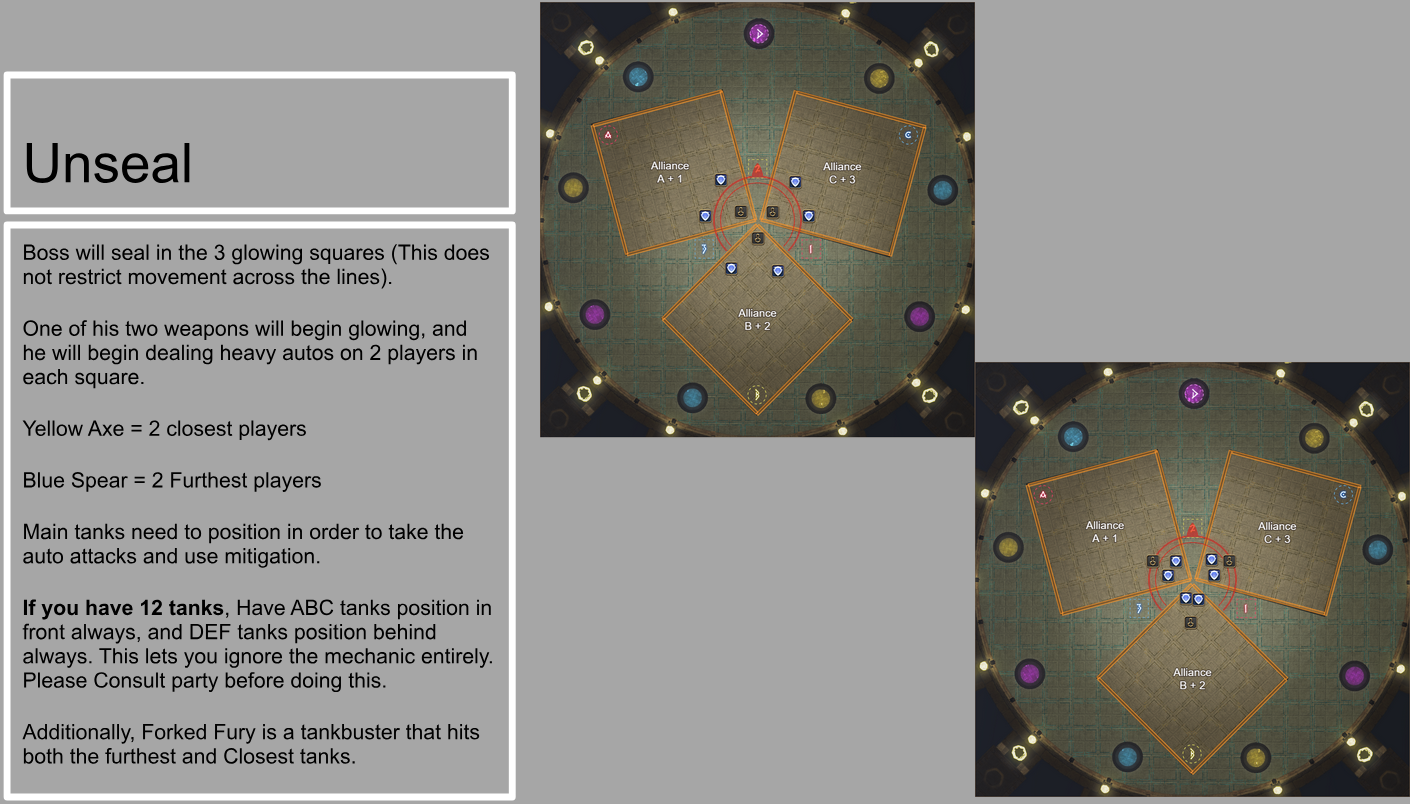 Unseal
Boss will seal in the 3 glowing squares (This does
not restrict movement across the lines).
One of his two weapons will begin glowing, and
he will begin dealing heavy autos on 2 players in
each square.
Yellow Axe = 2 closest players
Blue Spear = 2 Furthest players
Main tanks need to position in order to take the
auto attacks and use mitigation.
If you have 12 tanks, Have ABC tanks position in
front always, and DEF tanks position behind
always. This lets you ignore the mechanic entirely.
Please Consult party before doing this.
Additionally, Forked Fury is a tankbuster that hits
both the furthest and Closest tanks.
A
C
Alliance
A + 1
Alliance
C + 3
3
1
Alliance
B + 2
B
A
C
Alliance
A + 1
Alliance
C + 3
3
1
Alliance
B + 2
B